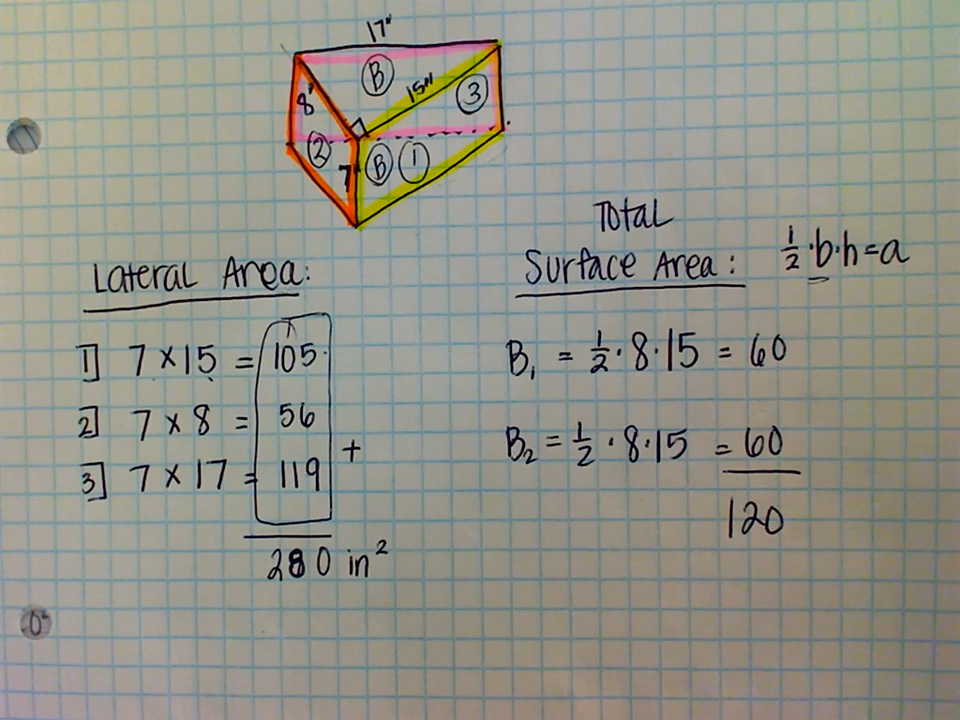 17"
B
8"
15"
3
2
7"
B
1
Lateral Area:
1] 7 × 15 = 105
2] 7 × 8 = 56
3] 7 × 17 = 119
+
280 in²
Total
Surface Area: ½·b·h=a
B₁ = ½·8·15 = 60
B₂ = ½·8·15 = 60
120